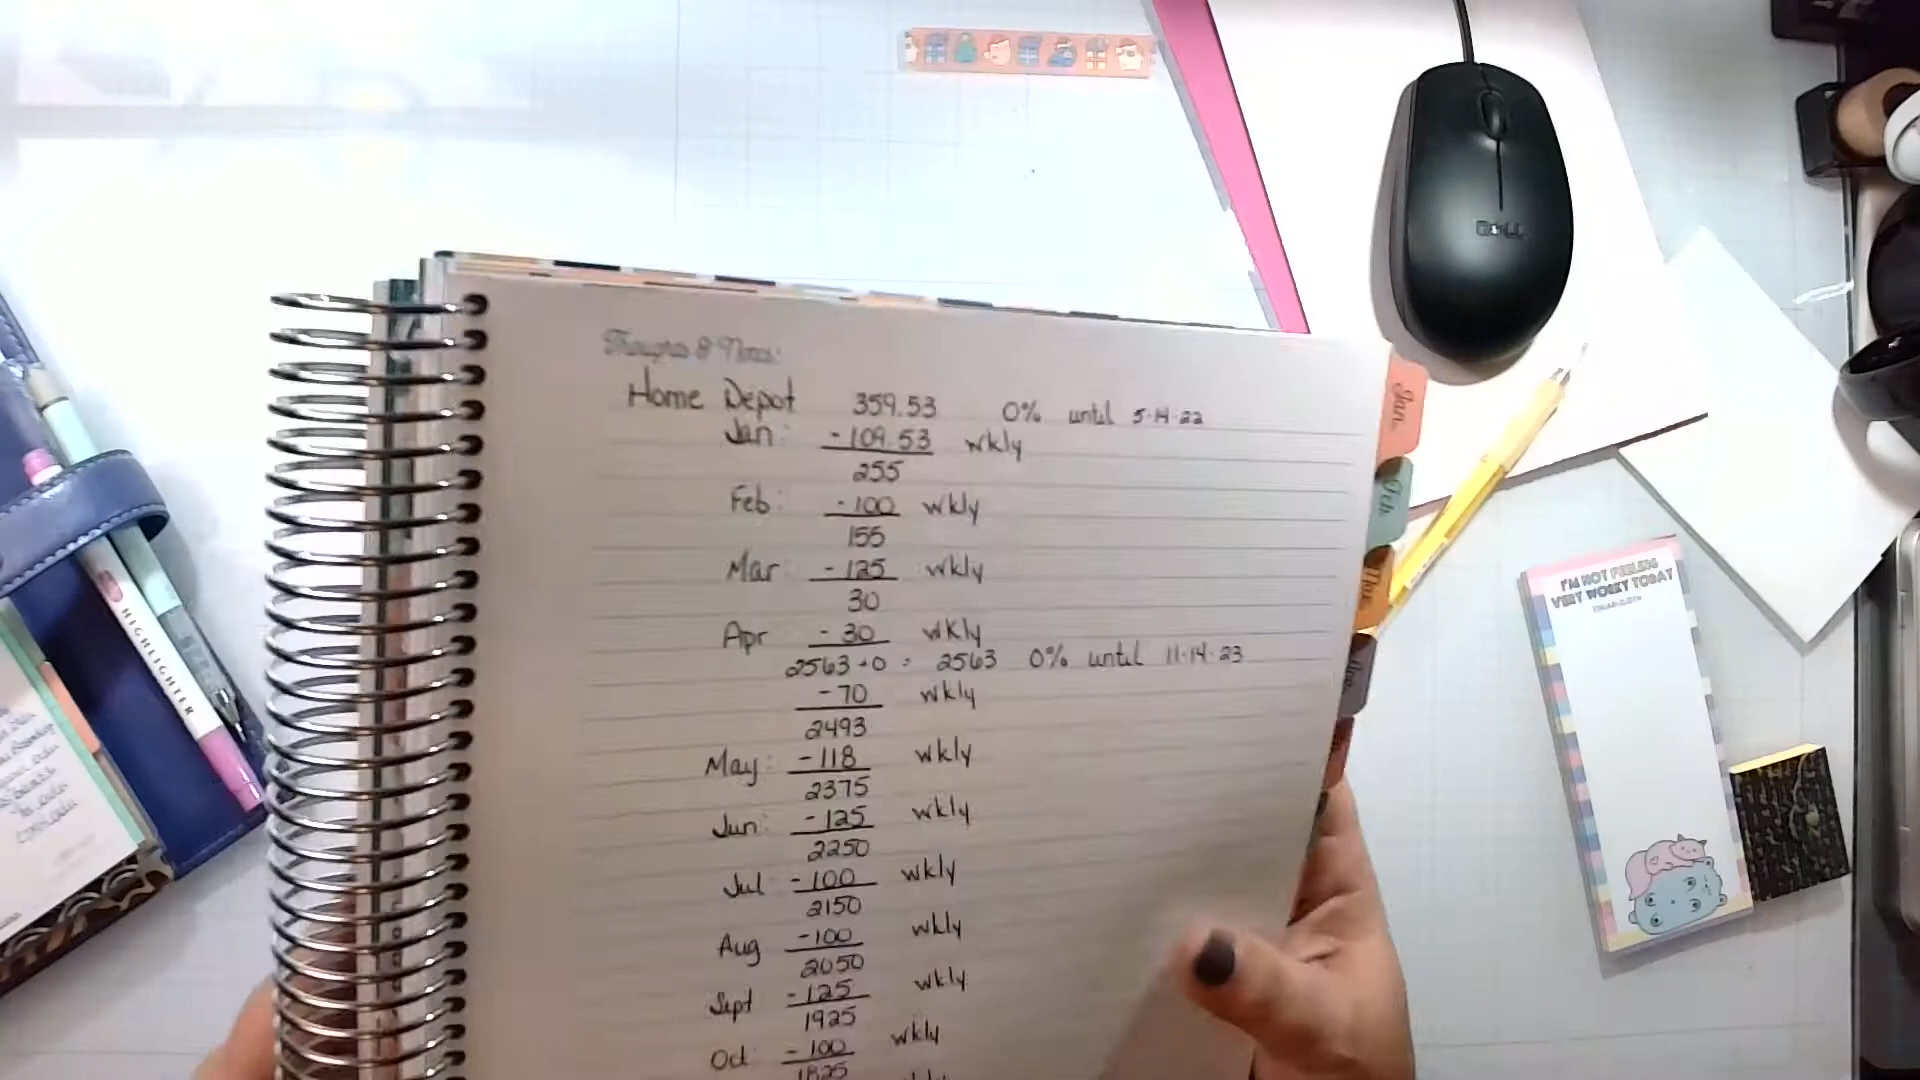 Thoughts & Notes:
Home Depot 359.53 0% until 5·14·22
Jan: -109.53 wkly
255
Feb: -100 wkly
155
Mar: -125 wkly
30
Apr -30 wkly
2563+0 = 2563 0% until 11·14·23
-70 wkly
2493
May: -118 wkly
2375
Jun: -125 wkly
2250
Jul -100 wkly
2150
Aug -100 wkly
2050
Sept -125 wkly
1925
Oct -100 wkly
1825
Jan
Feb
Mar
Apr
DELL
I'M NOT FEELING
VERY WORKY TODAY
HIGHLIGHTER